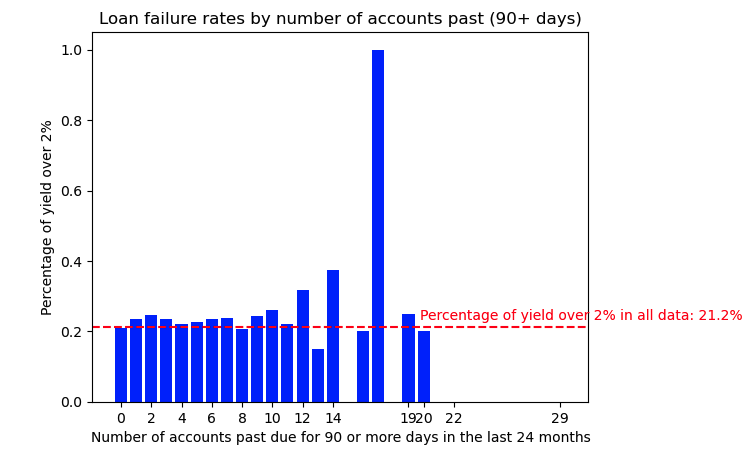 Loan failure rates by number of accounts past (90+ days)
Percentage of yield over 2%
1.0
0.8
0.6
0.4
0.2
0.0
Percentage of yield over 2% in all data: 21.2%
0 2 4 6 8 10 12 14 19 20 22 29
Number of accounts past due for 90 or more days in the last 24 months